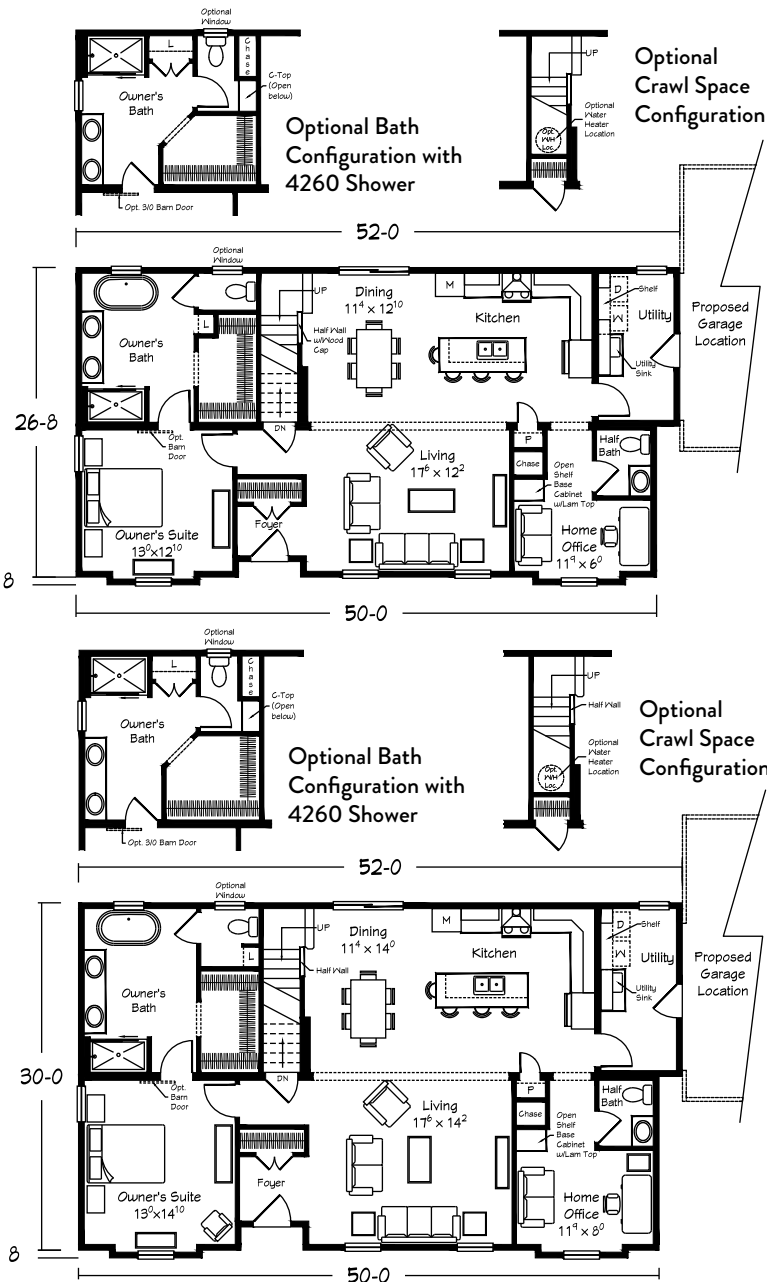 Optional
Window
L
Chase
C-Top
(Open
below)
Owner's
Bath
Opt. 3/0 Barn Door
Optional Bath
Configuration with
4260 Shower
UP
Optional
Water
Heater
Location
Opt.
WH
Loc.
Optional
Crawl Space
Configuration
52-0
Optional
Window
UP
Dining
11⁴ x 12¹⁰
M
Kitchen
D
Shelf
W
Utility
Utility
Sink
Proposed
Garage
Location
Half Wall
w/Wood
Cap
L
Owner's
Bath
26-8
Opt.
Barn
Door
DN
Living
17⁶ x 12²
P
Chase
Open
Shelf
Base
Cabinet
w/Lam Top
Half
Bath
Foyer
Owner's Suite
13⁰x12¹⁰
Home
Office
11⁹ x 6⁰
8
50-0
Optional
Window
L
Chase
C-Top
(Open
below)
Owner's
Bath
Opt. 3/0 Barn Door
Optional Bath
Configuration with
4260 Shower
UP
Half Wall
Optional
Water
Heater
Location
Opt.
WH
Loc.
Optional
Crawl Space
Configuration
52-0
Optional
Window
UP
Dining
11⁴ x 14⁰
M
Kitchen
D
Shelf
W
Utility
Utility
Sink
Proposed
Garage
Location
L
Half Wall
Owner's
Bath
30-0
Opt.
Barn
Door
DN
Living
17⁶ x 14²
P
Chase
Open
Shelf
Base
Cabinet
w/Lam Top
Half
Bath
Foyer
Owner's Suite
13⁰x14¹⁰
Home
Office
11⁹ x 8⁰
8
50-0